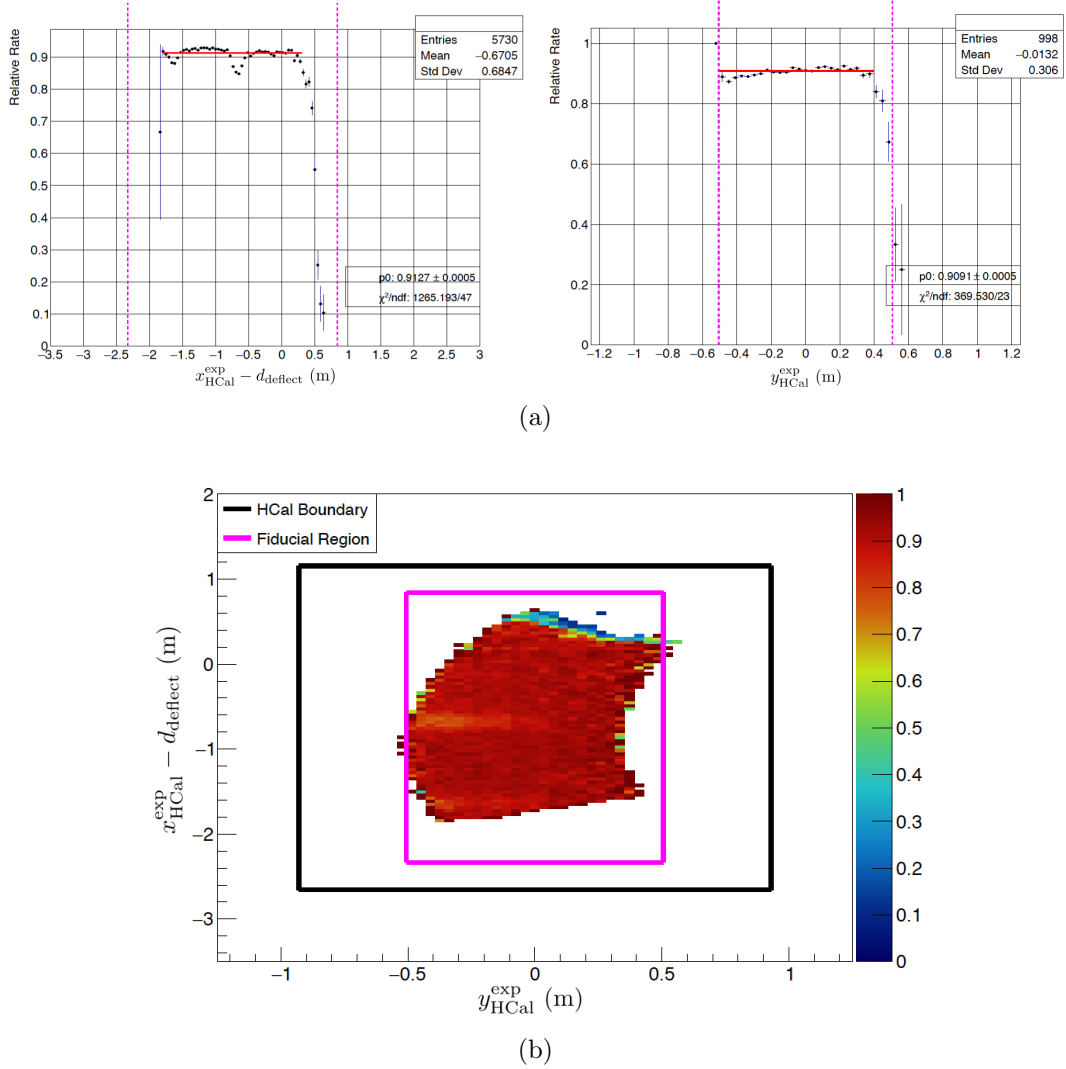 Relative Rate
Entries 5730
Mean −0.6705
Std Dev 0.6847
0.9
0.8
0.7
0.6
0.5
0.4
0.3
0.2
0.1
0
p0: 0.9127 ± 0.0005
χ²/ndf: 1265.193/47
−3.5 −3 −2.5 −2 −1.5 −1 −0.5 0 0.5 1 1.5 2 2.5 3
x_HCal^exp − d_deflect (m)
Relative Rate
Entries 998
Mean −0.0132
Std Dev 0.306
1
0.8
0.6
0.4
0.2
0
p0: 0.9091 ± 0.0005
χ²/ndf: 369.530/23
−1.2 −1 −0.8 −0.6 −0.4 −0.2 0 0.2 0.4 0.6 0.8 1 1.2
y_HCal^exp (m)
(a)
HCal Boundary
Fiducial Region
2
1
0
−1
−2
−3
x_HCal^exp − d_deflect (m)
−1 −0.5 0 0.5 1
y_HCal^exp (m)
1
0.9
0.8
0.7
0.6
0.5
0.4
0.3
0.2
0.1
0
(b)